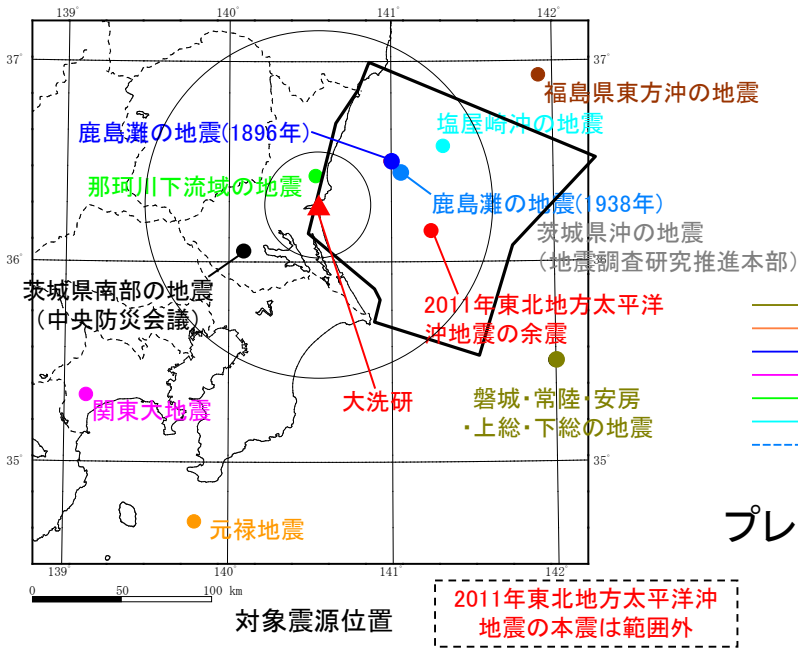 139°
140°
141°
142°
37°
37°
福島県東方沖の地震
塩屋崎沖の地震
鹿島灘の地震(1896年)
那珂川下流域の地震
鹿島灘の地震(1938年)
茨城県沖の地震
(地震調査研究推進本部)
36°
36°
茨城県南部の地震
(中央防災会議)
2011年東北地方太平洋
沖地震の余震
大洗研
関東大地震
磐城・常陸・安房
・上総・下総の地震
35°
35°
元禄地震
プレ
139°
140°
141°
142°
0 50 100 km
対象震源位置
2011年東北地方太平洋沖
地震の本震は範囲外